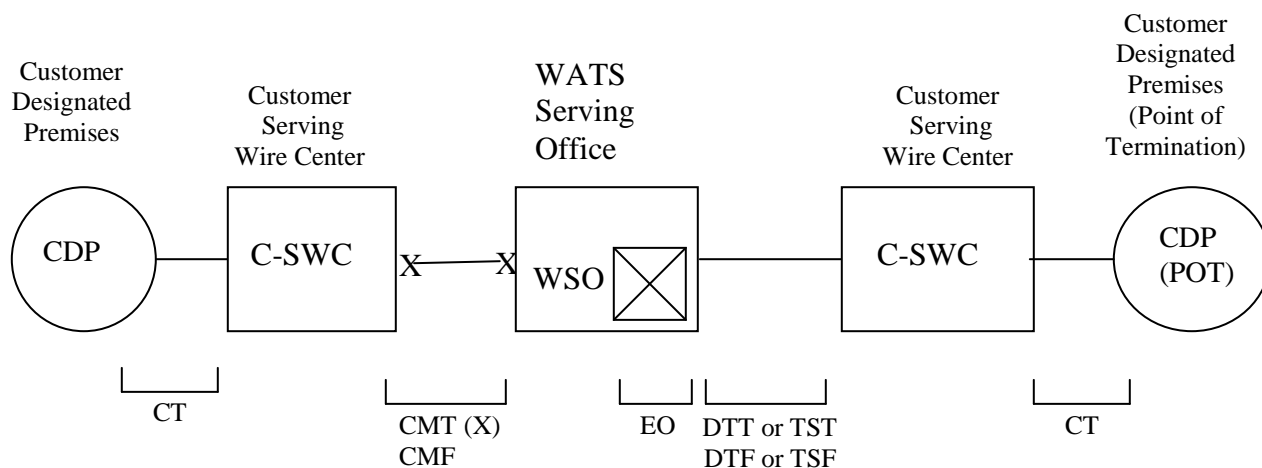 Customer
Designated
Premises
Customer
Serving
Wire Center
WATS
Serving
Office
Customer
Serving
Wire Center
Customer
Designated
Premises
(Point of
Termination)
CDP
C-SWC
X
X
WSO
C-SWC
CDP
(POT)
CT
CMT (X)
CMF
EO
DTT or TST
DTF or TSF
CT